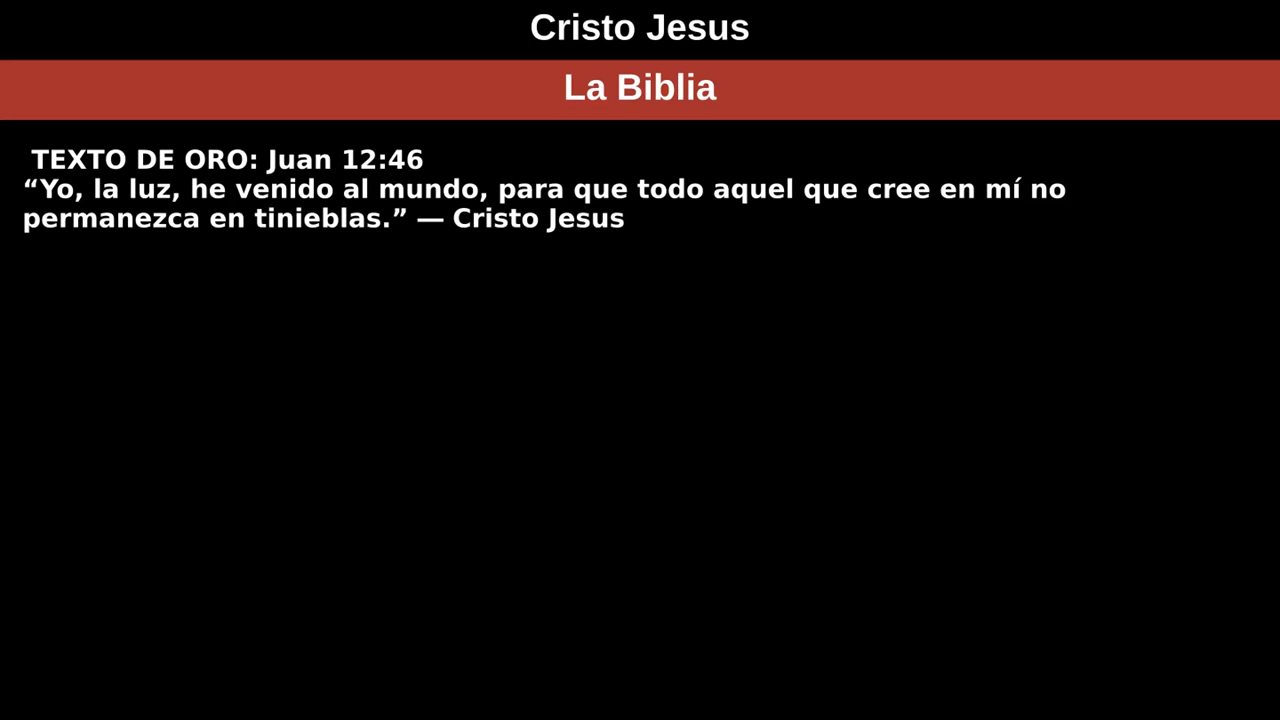 Cristo Jesus
La Biblia
TEXTO DE ORO: Juan 12:46
“Yo, la luz, he venido al mundo, para que todo aquel que cree en mí no
permanezca en tinieblas.” — Cristo Jesus